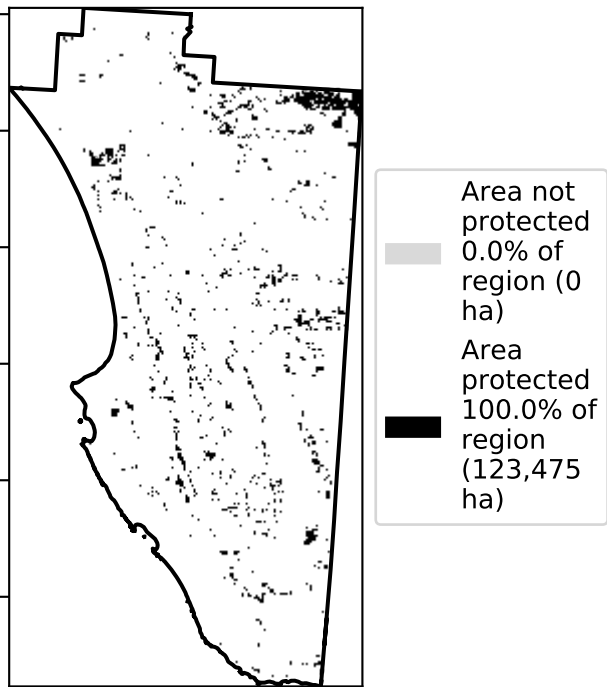 Area not
protected
0.0% of
region (0
ha)
Area
protected
100.0% of
region
(123,475
ha)